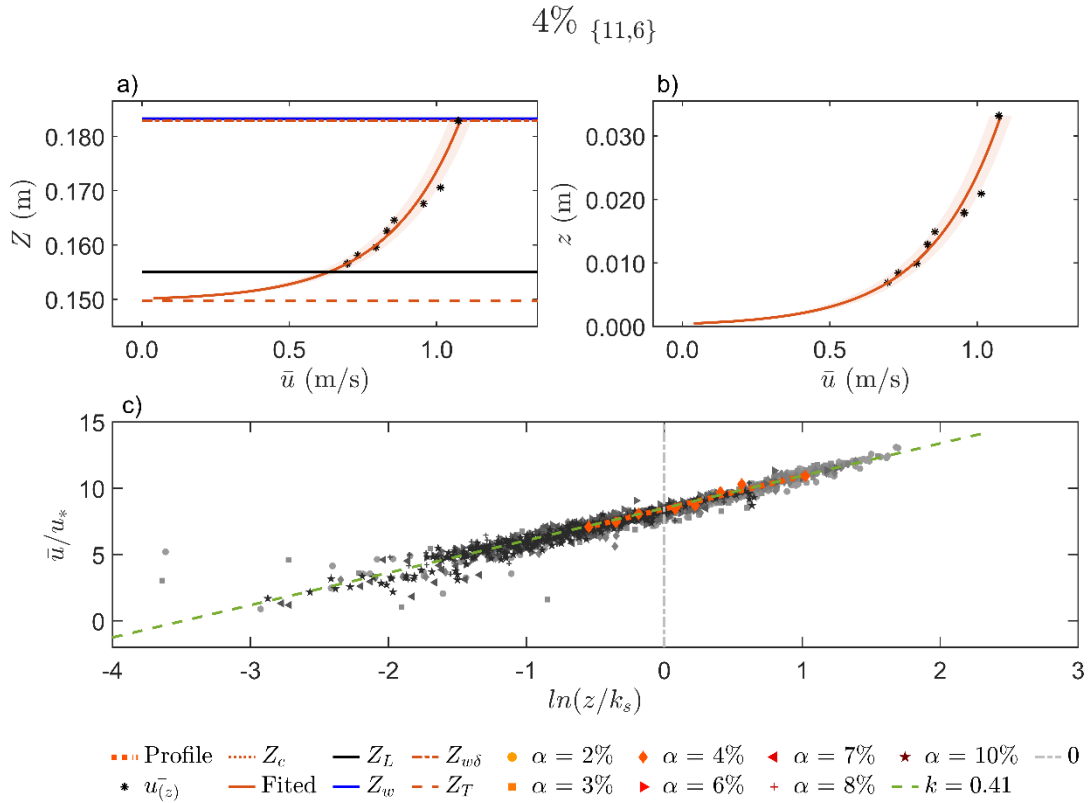 4% {11,6}
a)
b)
0.180
0.170
0.160
0.150
Z (m)
0.0 0.5 1.0
ū (m/s)
0.030
0.020
0.010
0.000
z (m)
0.0 0.5 1.0
ū (m/s)
c)
15
10
5
0
ū/u*
-4 -3 -2 -1 0 1 2 3
ln(z/ks)
Profile Zc ZL Zwδ α = 2% α = 4% α = 7% α = 10% 0
ū(z) Fited Zw ZT α = 3% α = 6% α = 8% k = 0.41